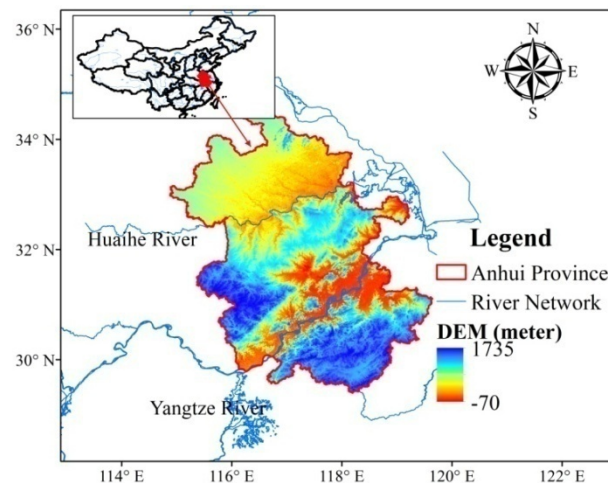 36° N
34° N
32° N
30° N
N
W
E
S
Huaihe River
Yangtze River
Legend
Anhui Province
River Network
DEM (meter)
1735
-70
114° E
116° E
118° E
120° E
122° E